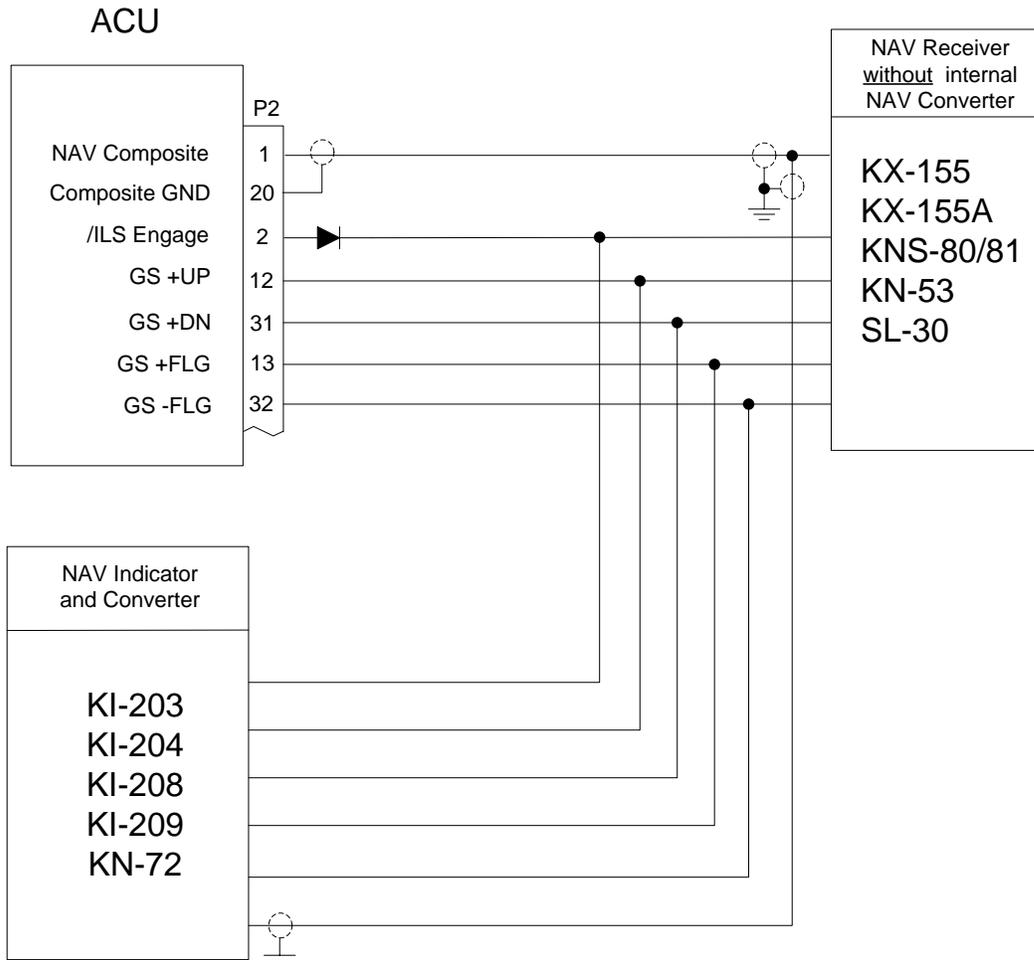 ACU
P2
NAV Composite 1
Composite GND 20
/ILS Engage 2
GS +UP 12
GS +DN 31
GS +FLG 13
GS -FLG 32
NAV Receiver
without internal
NAV Converter
KX-155
KX-155A
KNS-80/81
KN-53
SL-30
NAV Indicator
and Converter
KI-203
KI-204
KI-208
KI-209
KN-72